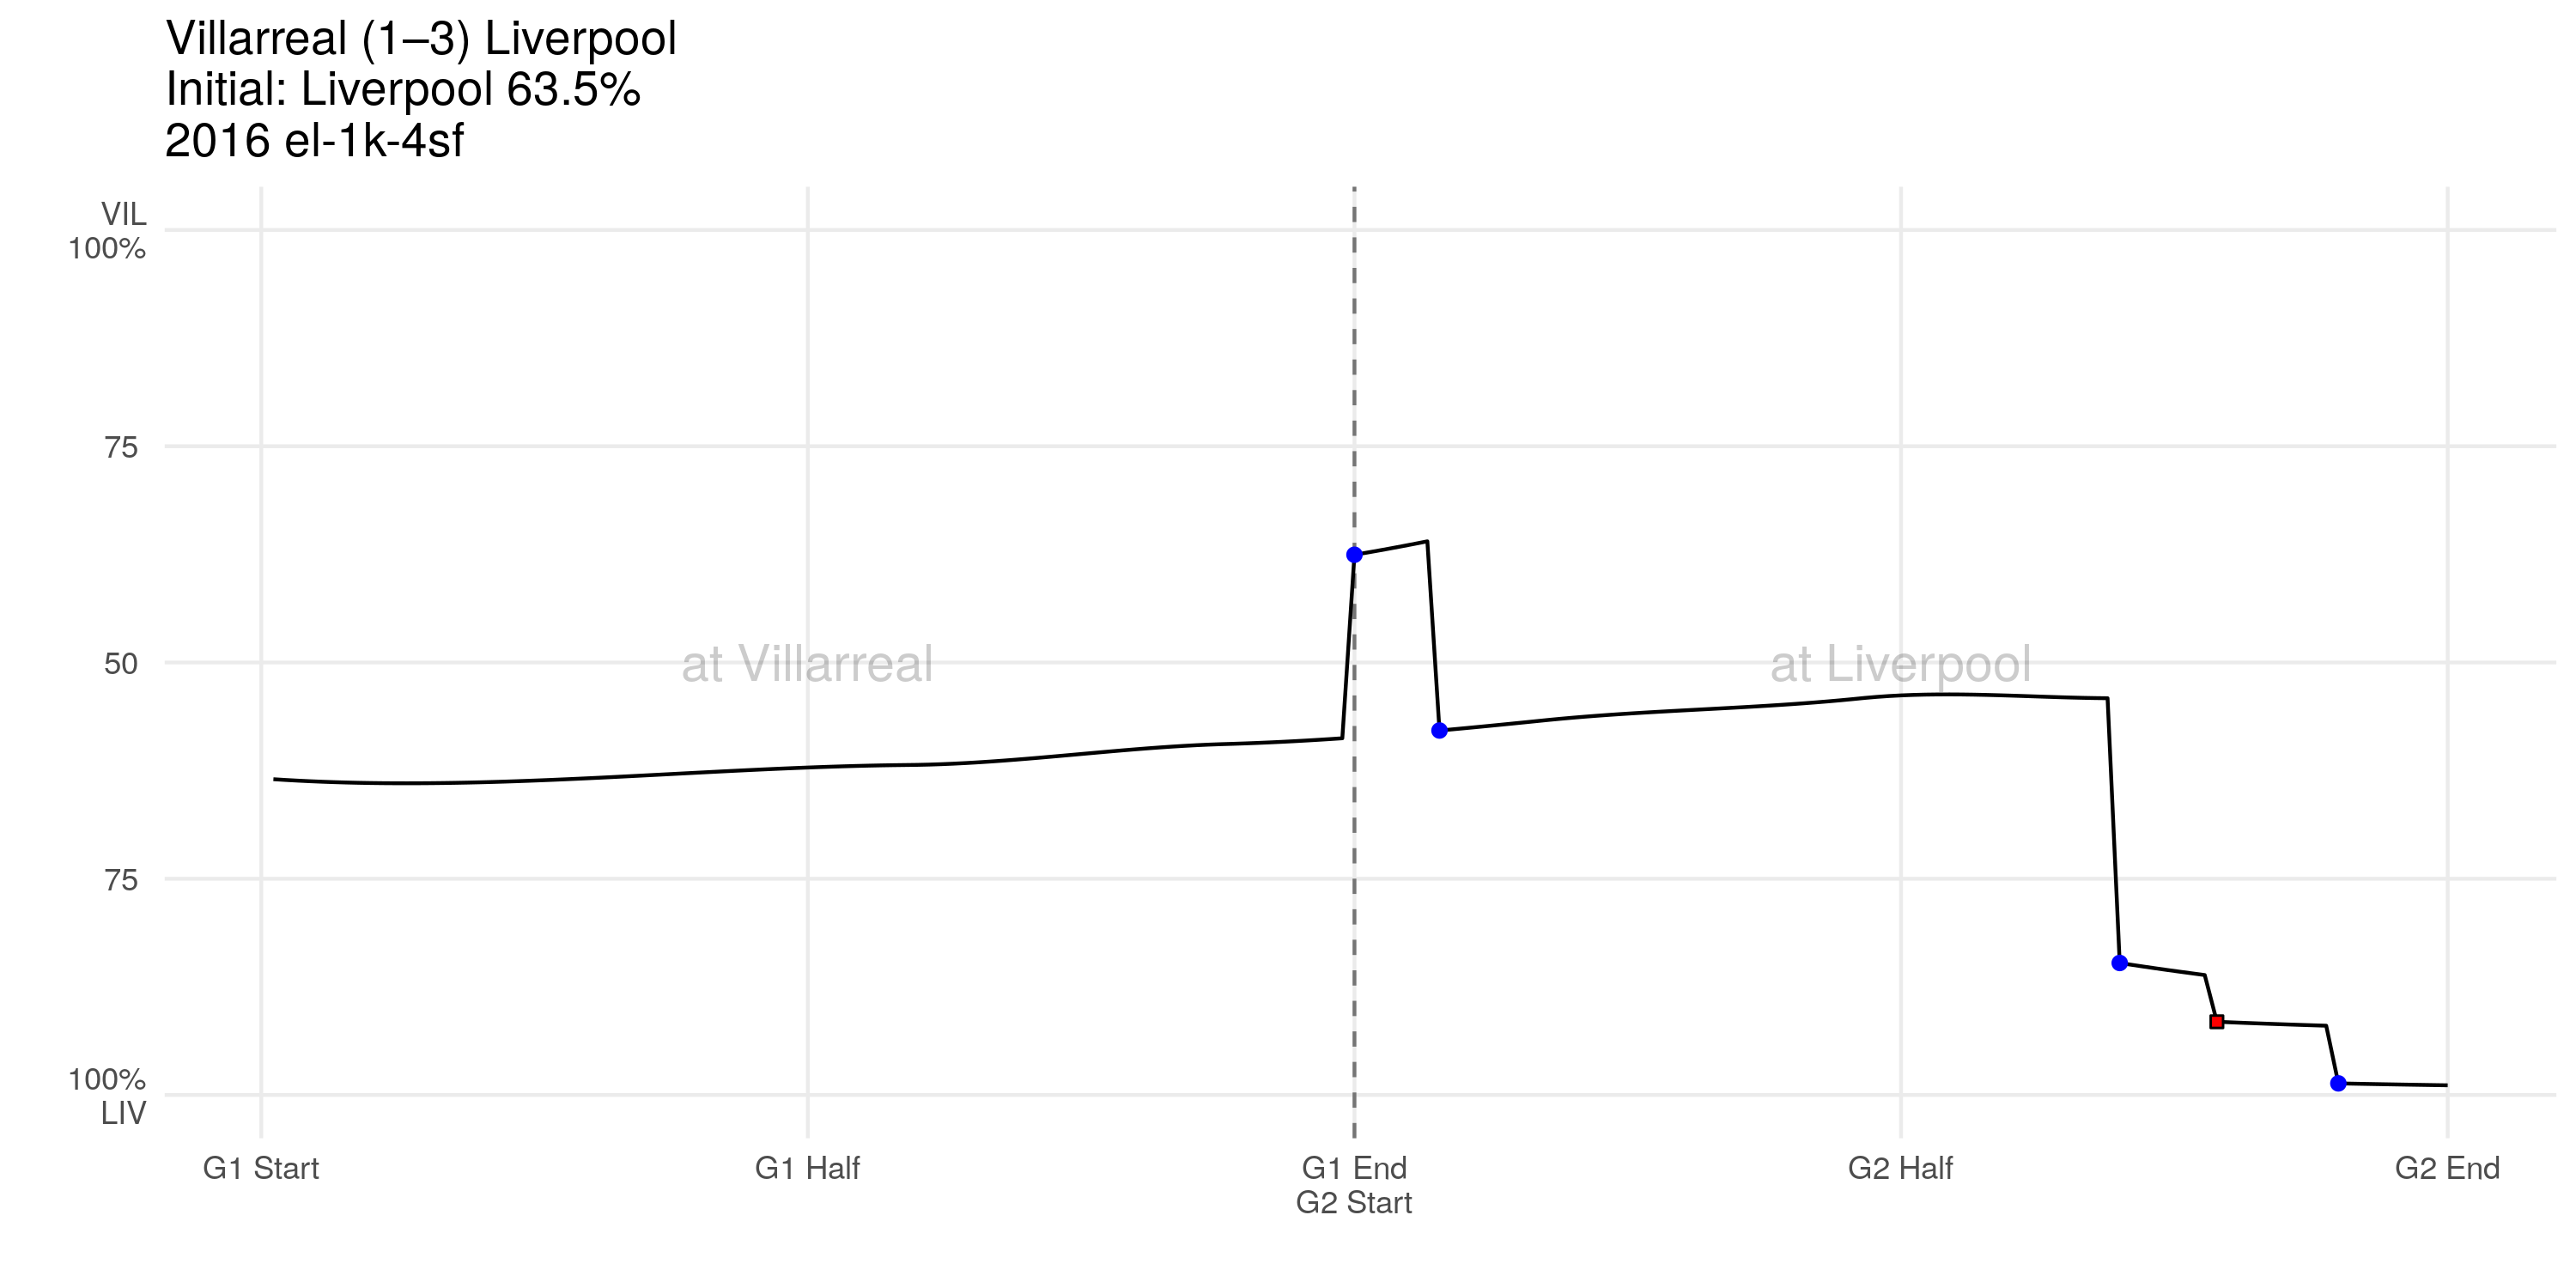 Villarreal (1–3) Liverpool
Initial: Liverpool 63.5%
2016 el-1k-4sf
VIL
100%
75
50
75
100%
LIV
at Villarreal
at Liverpool
G1 Start
G1 Half
G1 End
G2 Start
G2 Half
G2 End